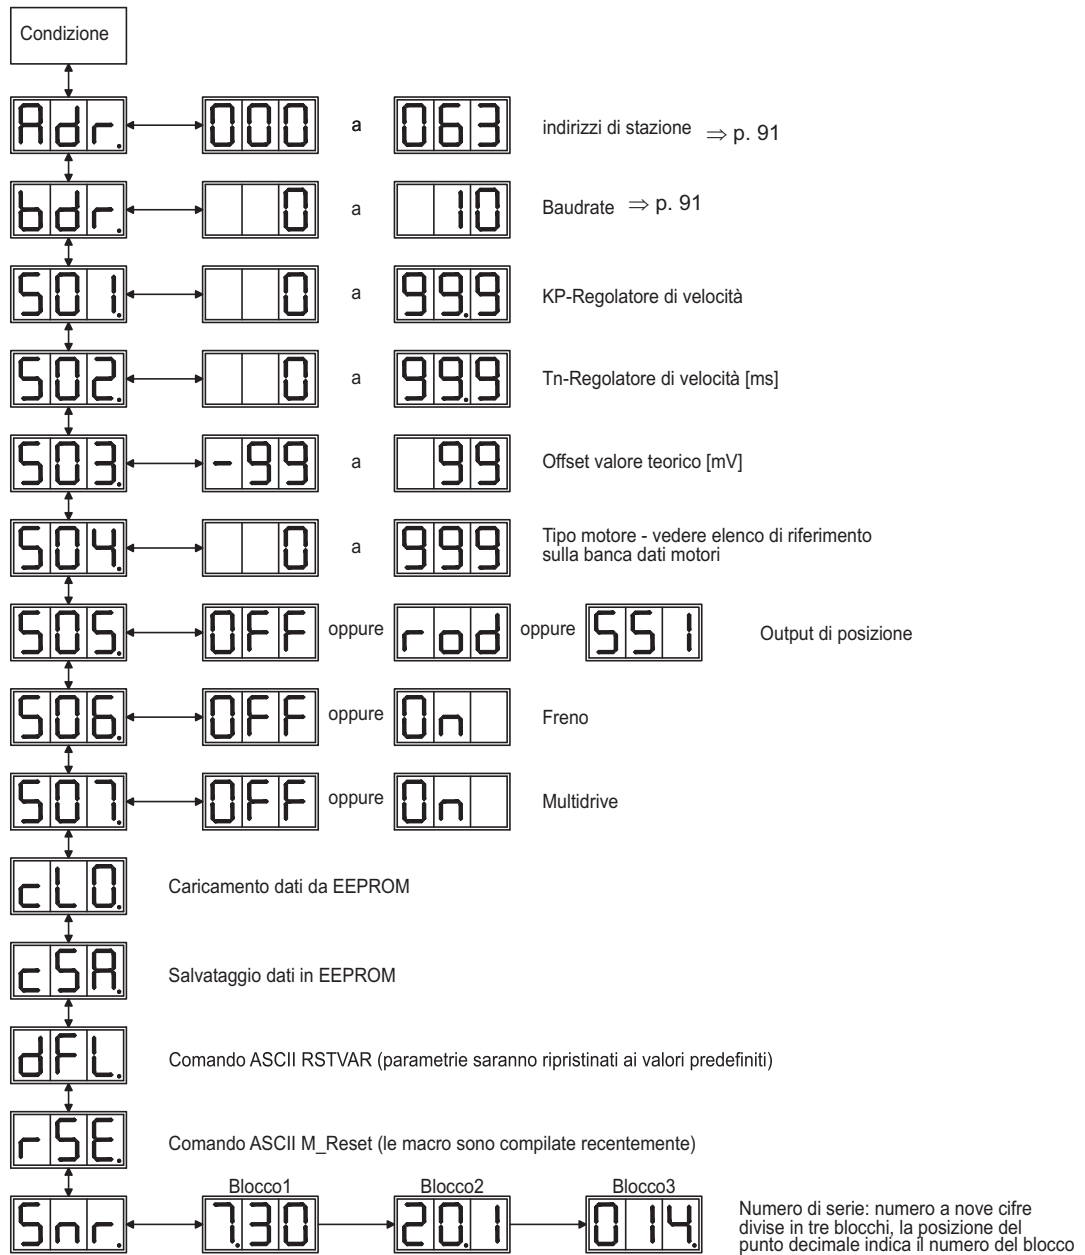 Condizione
Adr. 000 a 063 indirizzi di stazione ⇒ p. 91
bdr. 0 a 10 Baudrate ⇒ p. 91
S01. 0 a 99.9 KP-Regolatore di velocità
S02. 0 a 99.9 Tn-Regolatore di velocità [ms]
S03. -99 a 99 Offset valore teorico [mV]
S04. 0 a 999 Tipo motore - vedere elenco di riferimento
sulla banca dati motori
S05. OFF oppure rod oppure SSI Output di posizione
S06. OFF oppure On Freno
S07. OFF oppure On Multidrive
cLO. Caricamento dati da EEPROM
cSA. Salvataggio dati in EEPROM
dFL. Comando ASCII RSTVAR (parametrie saranno ripristinati ai valori predefiniti)
rSE. Comando ASCII M_Reset (le macro sono compilate recentemente)
Blocco1 Blocco2 Blocco3
Snr. 7.30 20.1 014. Numero di serie: numero a nove cifre
divise in tre blocchi, la posizione del
punto decimale indica il numero del blocco